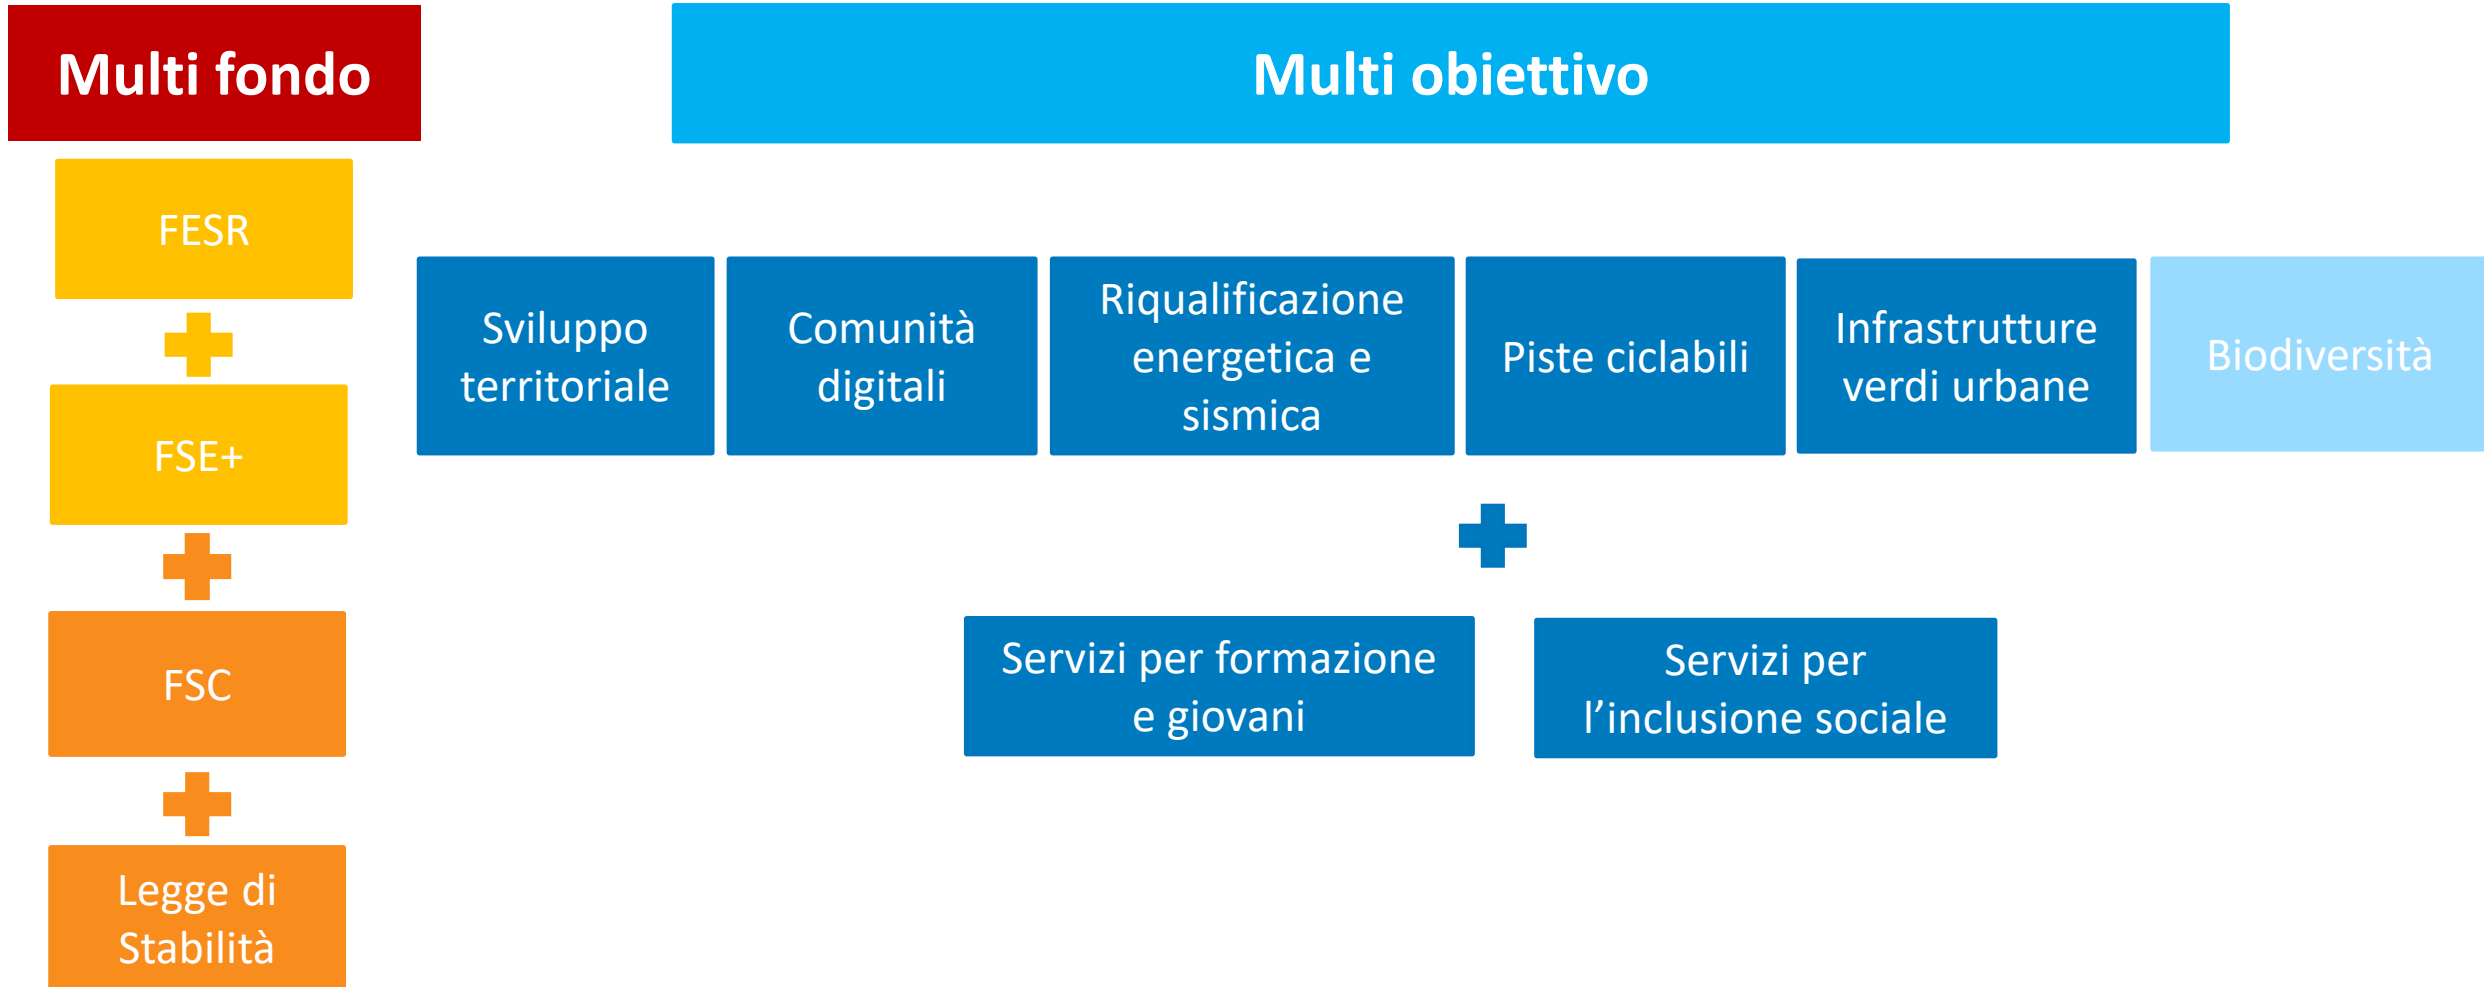 Multi fondo
Multi obiettivo
FESR
FSE+
FSC
Legge di
Stabilità
Sviluppo
territoriale
Comunità
digitali
Riqualificazione
energetica e
sismica
Piste ciclabili
Infrastrutture
verdi urbane
Biodiversità
Servizi per formazione
e giovani
Servizi per
l’inclusione sociale